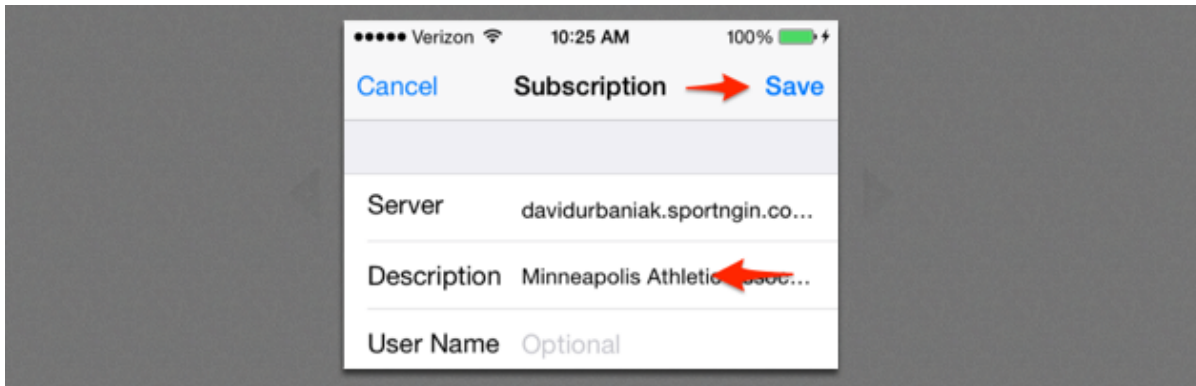 Verizon 10:25 AM 100%
Cancel Subscription Save
Server davidurbaniak.sportngin.co...
Description Minneapolis Athletic ...
User Name Optional